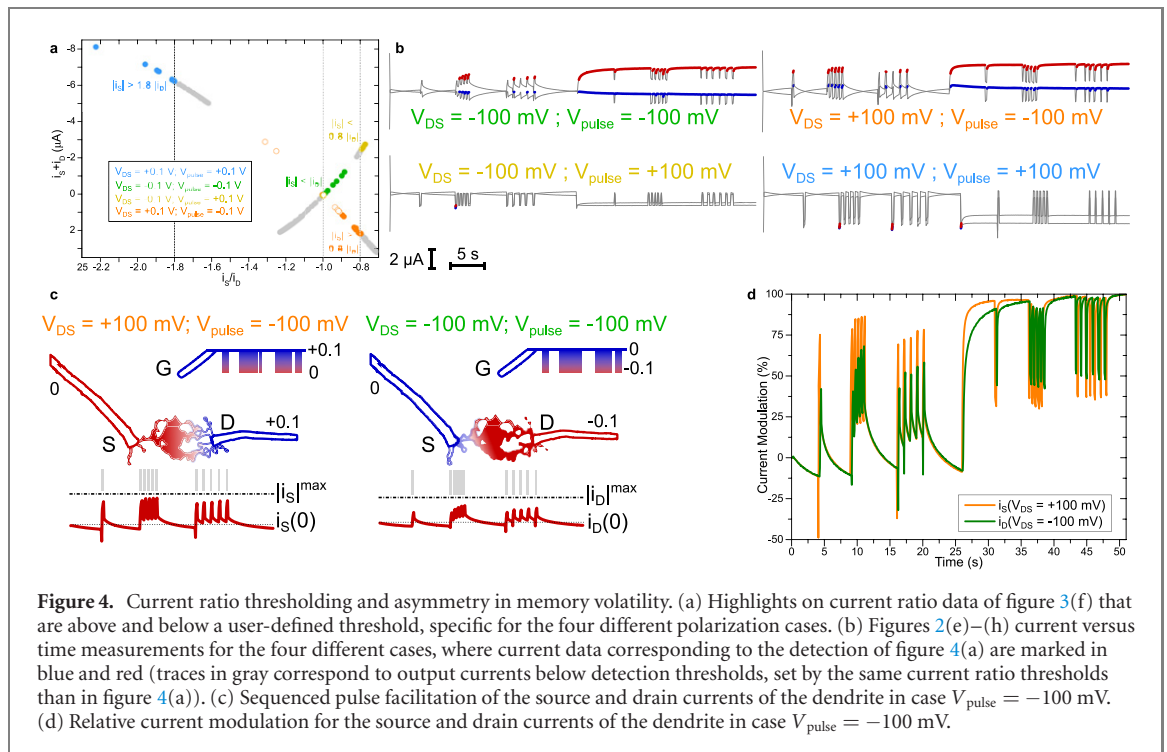 a
-8
-6
-4
-2
0
2
i_S+i_D (μA)
|i_S| > 1.8 |i_D|
|i_S| <
0.8 |i_D|
|i_S| < |i_D|
V_DS = +0.1 V, V_pulse = +0.1 V
V_DS = -0.1 V, V_pulse = -0.1 V
V_DS = -0.1 V, V_pulse = +0.1 V
V_DS = +0.1 V; V_pulse = -0.1 V
0.8 |i_D|
25 -2.2 -2.0 -1.8 -1.6 -1.4 -1.2 -1.0 -0.8
i_S/i_D
b
V_DS = -100 mV ; V_pulse = -100 mV
V_DS = +100 mV ; V_pulse = -100 mV
V_DS = -100 mV ; V_pulse = +100 mV
V_DS = +100 mV ; V_pulse = +100 mV
2 μA
5 s
c
V_DS = +100 mV; V_pulse = -100 mV
G
+0.1
0
0
S
D
+0.1
|i_S|^max
i_S(0)
V_DS = -100 mV; V_pulse = -100 mV
G
0
-0.1
0
S
D
-0.1
|i_D|^max
i_D(0)
d
100
75
50
25
0
-25
-50
Current Modulation (%)
i_S(V_DS = +100 mV)
i_D(V_DS = -100 mV)
0 5 10 15 20 25 30 35 40 45 50
Time (s)
Figure 4. Current ratio thresholding and asymmetry in memory volatility. (a) Highlights on current ratio data of figure 3(f) that
are above and below a user-defined threshold, specific for the four different polarization cases. (b) Figures 2(e)–(h) current versus
time measurements for the four different cases, where current data corresponding to the detection of figure 4(a) are marked in
blue and red (traces in gray correspond to output currents below detection thresholds, set by the same current ratio thresholds
than in figure 4(a)). (c) Sequenced pulse facilitation of the source and drain currents of the dendrite in case V_pulse = −100 mV.
(d) Relative current modulation for the source and drain currents of the dendrite in case V_pulse = −100 mV.